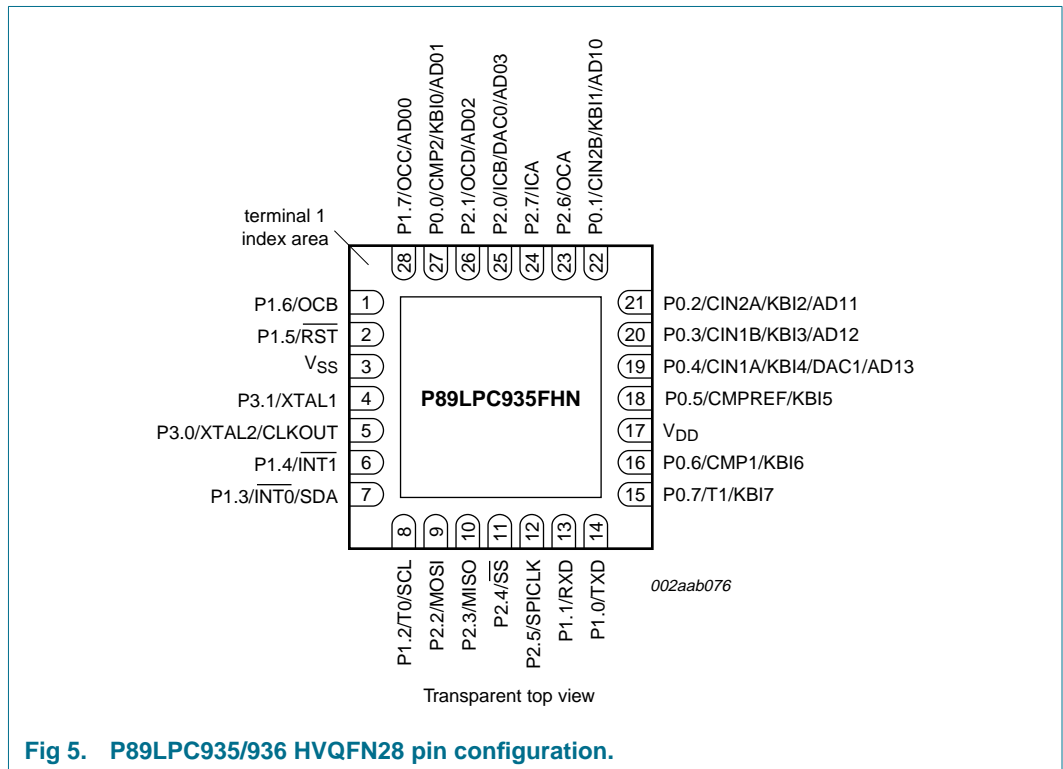 P1.7/OCC/AD00
P0.0/CMP2/KBI0/AD01
P2.1/OCD/AD02
P2.0/ICB/DAC0/AD03
P2.7/ICA
P2.6/OCA
P0.1/CIN2B/KBI1/AD10
terminal 1
index area
28
27
26
25
24
23
22
P1.6/OCB 1
P1.5/R̅S̅T̅ 2
VSS 3
P3.1/XTAL1 4
P3.0/XTAL2/CLKOUT 5
P1.4/I̅N̅T̅1̅ 6
P1.3/I̅N̅T̅0̅/SDA 7
P89LPC935FHN
21 P0.2/CIN2A/KBI2/AD11
20 P0.3/CIN1B/KBI3/AD12
19 P0.4/CIN1A/KBI4/DAC1/AD13
18 P0.5/CMPREF/KBI5
17 VDD
16 P0.6/CMP1/KBI6
15 P0.7/T1/KBI7
8
9
10
11
12
13
14
P1.2/T0/SCL
P2.2/MOSI
P2.3/MISO
P2.4/S̅S̅
P2.5/SPICLK
P1.1/RXD
P1.0/TXD
002aab076
Transparent top view
Fig 5. P89LPC935/936 HVQFN28 pin configuration.